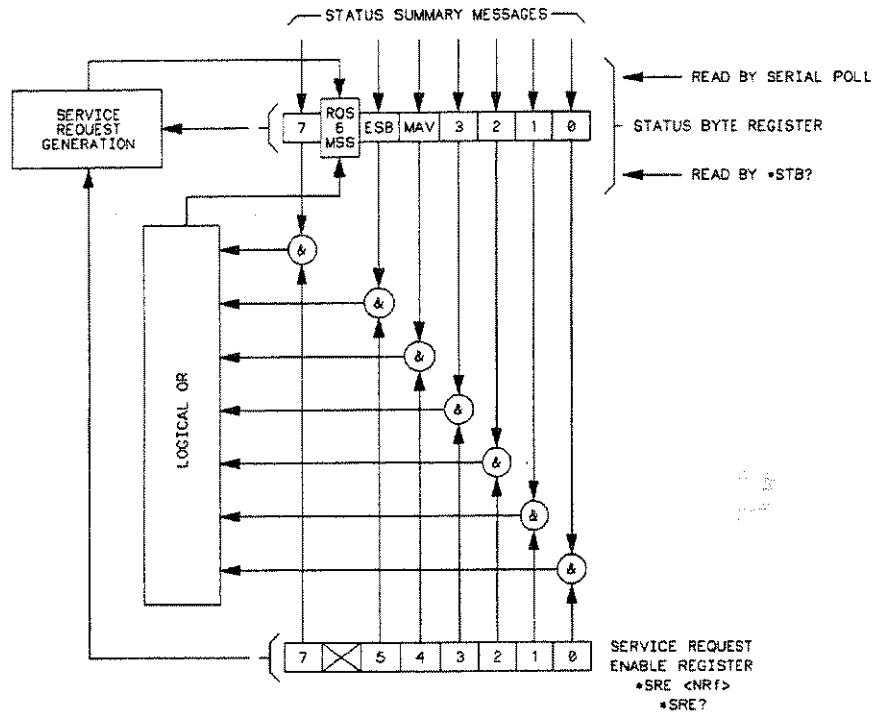 STATUS SUMMARY MESSAGES
READ BY SERIAL POLL
SERVICE
REQUEST
GENERATION
7
RQS
&
MSS
ESB
MAV
3
2
1
0
STATUS BYTE REGISTER
READ BY *STB?
&
&
&
&
&
&
&
LOGICAL OR
7
5
4
3
2
1
0
SERVICE REQUEST
ENABLE REGISTER
*SRE <NRf>
*SRE?